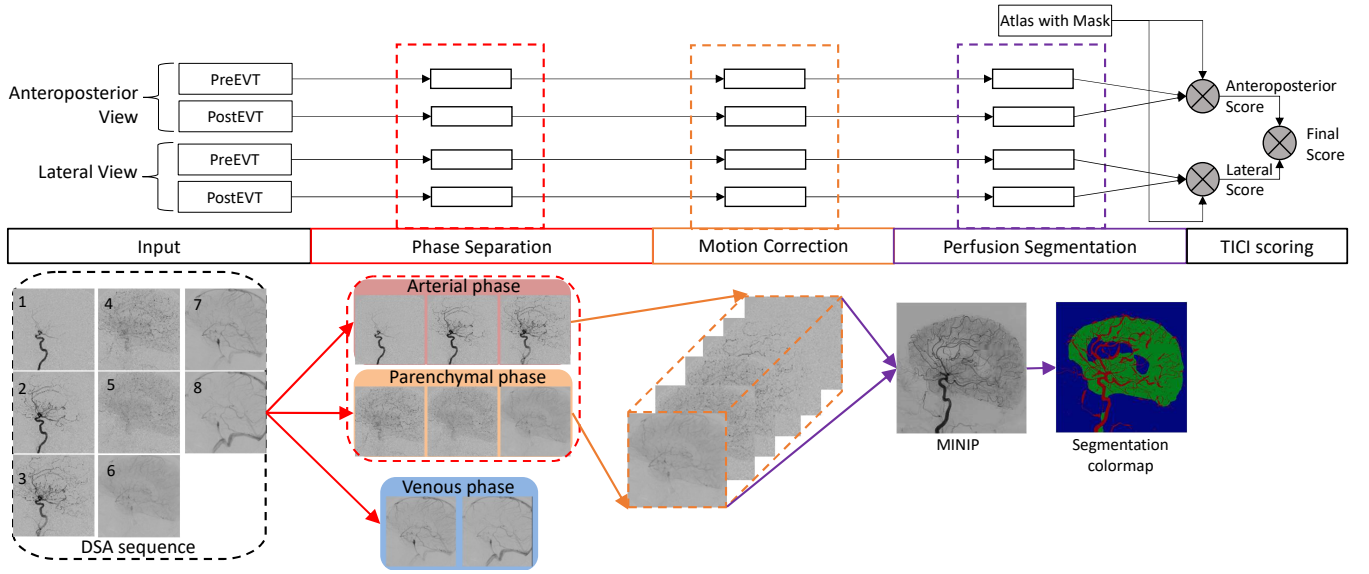 Atlas with Mask
Anteroposterior
View
PreEVT
PostEVT
Lateral View
PreEVT
PostEVT
Anteroposterior
Score
Final
Score
Lateral
Score
Input
Phase Separation
Motion Correction
Perfusion Segmentation
TICI scoring
1
4
7
2
5
8
3
6
DSA sequence
Arterial phase
Parenchymal phase
Venous phase
MINIP
Segmentation
colormap